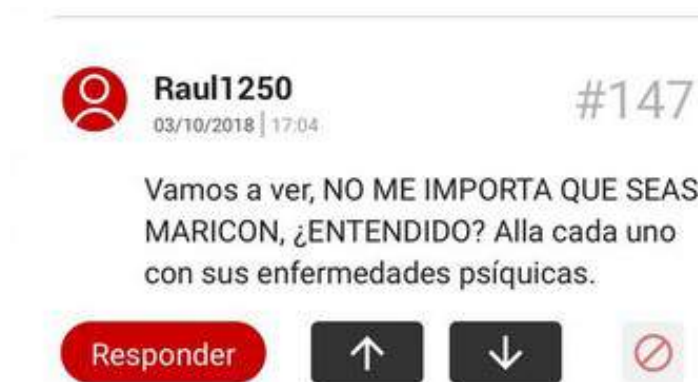 Raul1250
#147
03/10/2018 | 17:04
Vamos a ver, NO ME IMPORTA QUE SEAS
MARICON, ¿ENTENDIDO? Alla cada uno
con sus enfermedades psíquicas.
Responder